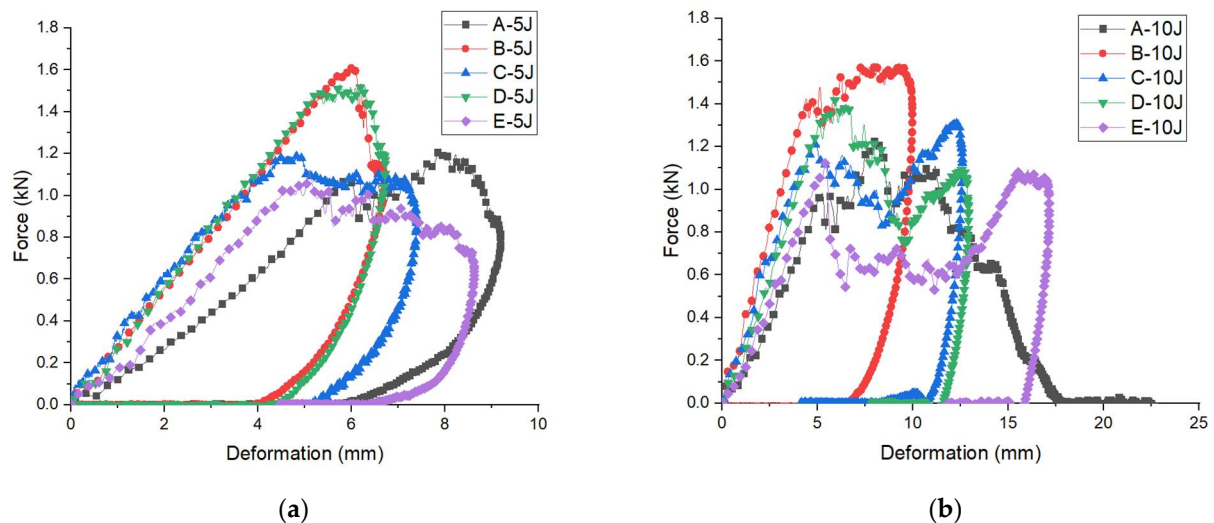 1.8
1.6
1.4
1.2
1.0
0.8
0.6
0.4
0.2
0.0
Force (kN)
0 2 4 6 8 10
Deformation (mm)
A-5J
B-5J
C-5J
D-5J
E-5J
(a)
1.8
1.6
1.4
1.2
1.0
0.8
0.6
0.4
0.2
0.0
Force (kN)
0 5 10 15 20 25
Deformation (mm)
A-10J
B-10J
C-10J
D-10J
E-10J
(b)